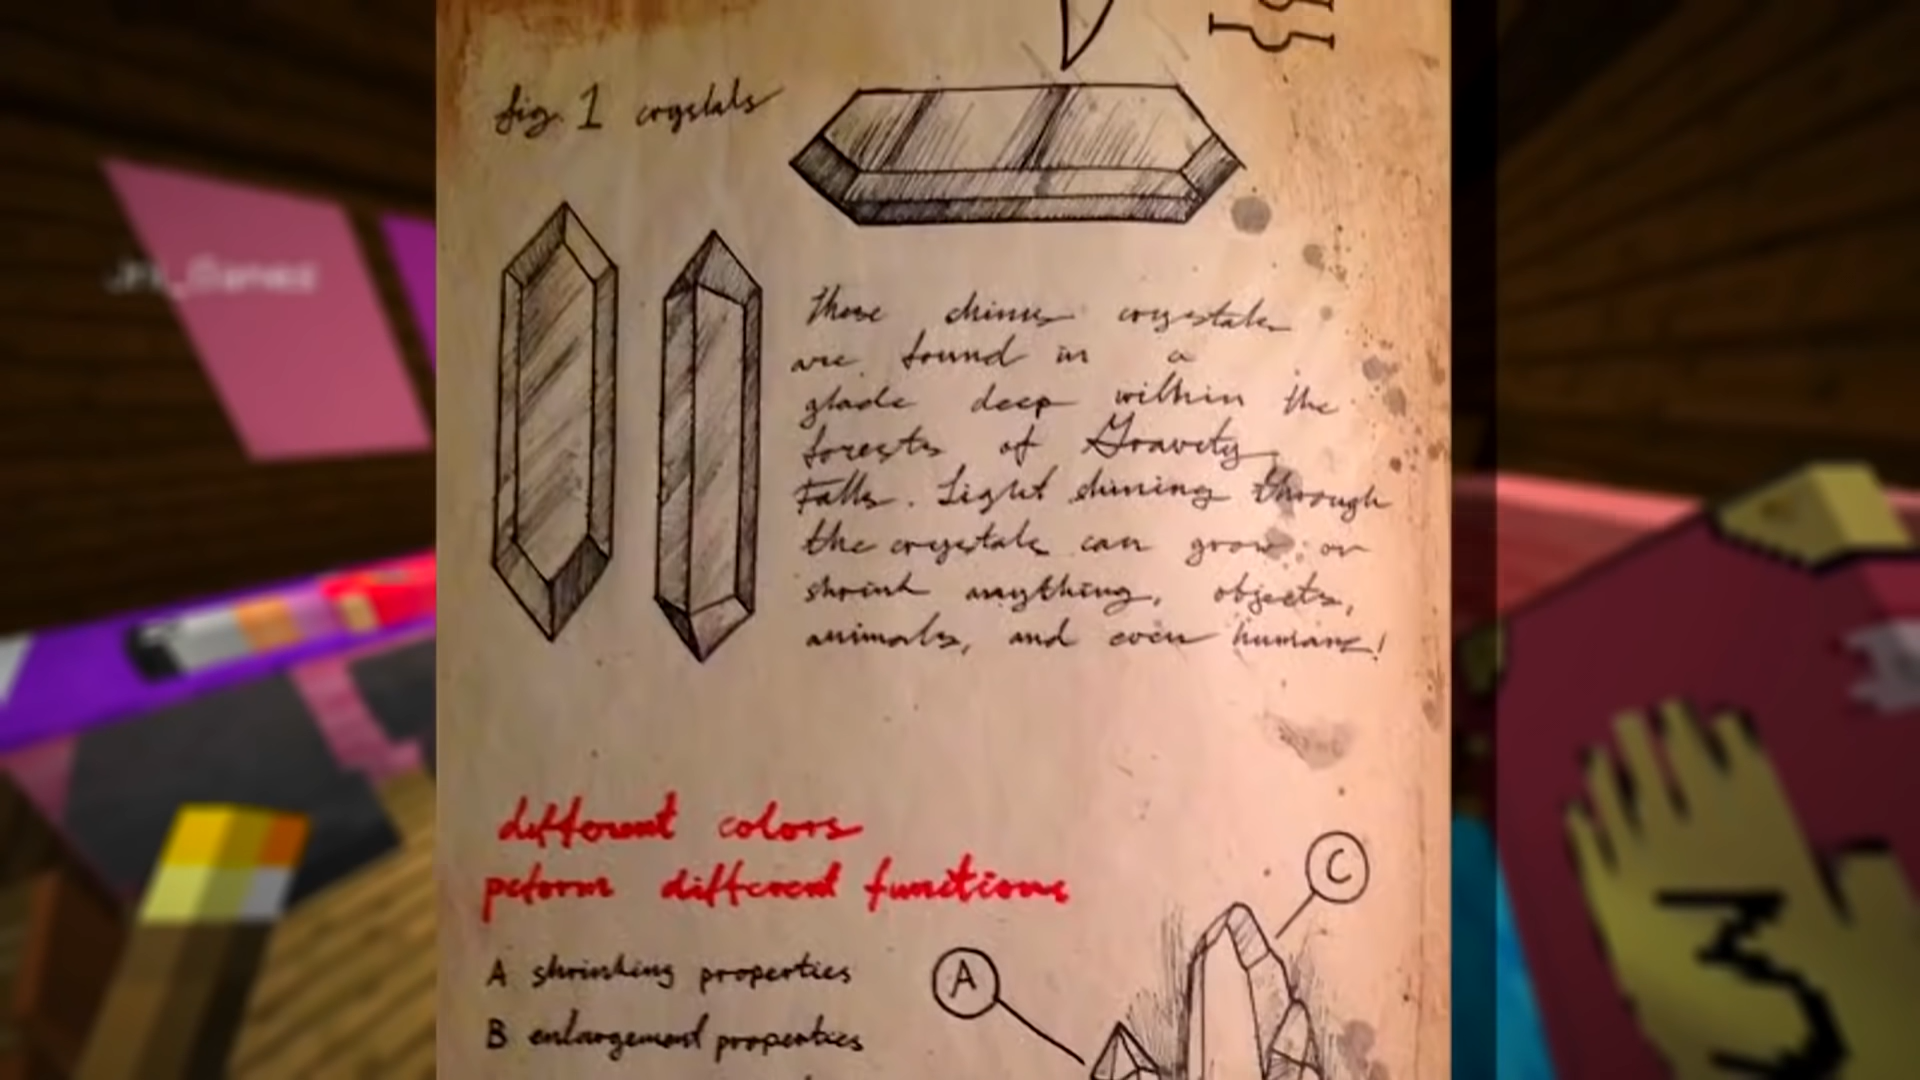 fig. 1 crystals
These shiny crystals
are found in a
glade deep within the
forests of Gravity
Falls. Light shining through
the crystals can grow or
shrink anything, objects,
animals, and even humans!
different colors
peform different functions
C
A shrinking properties
A
B enlargement properties
3